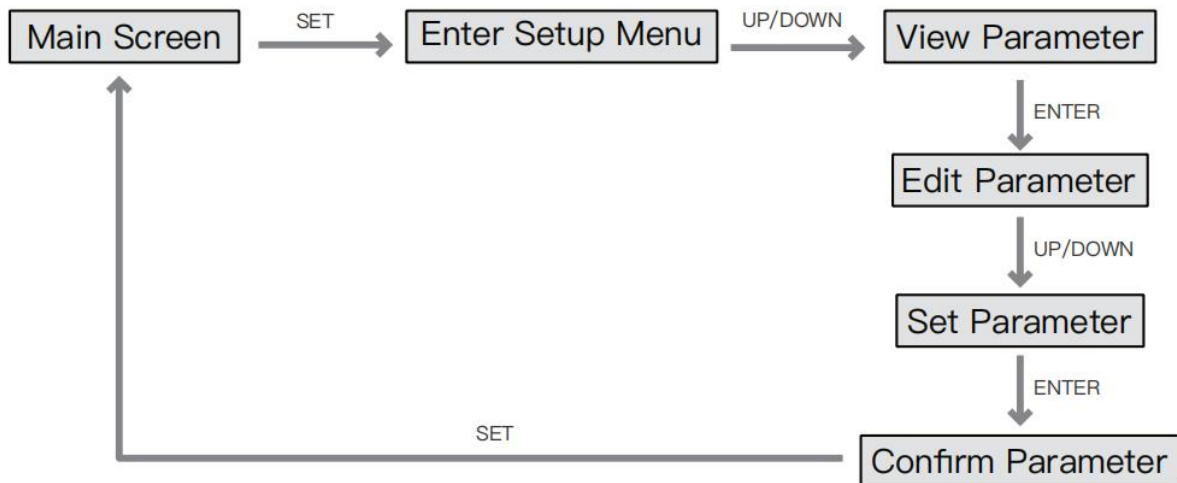 Main Screen
SET
Enter Setup Menu
UP/DOWN
View Parameter
ENTER
Edit Parameter
UP/DOWN
Set Parameter
ENTER
Confirm Parameter
SET